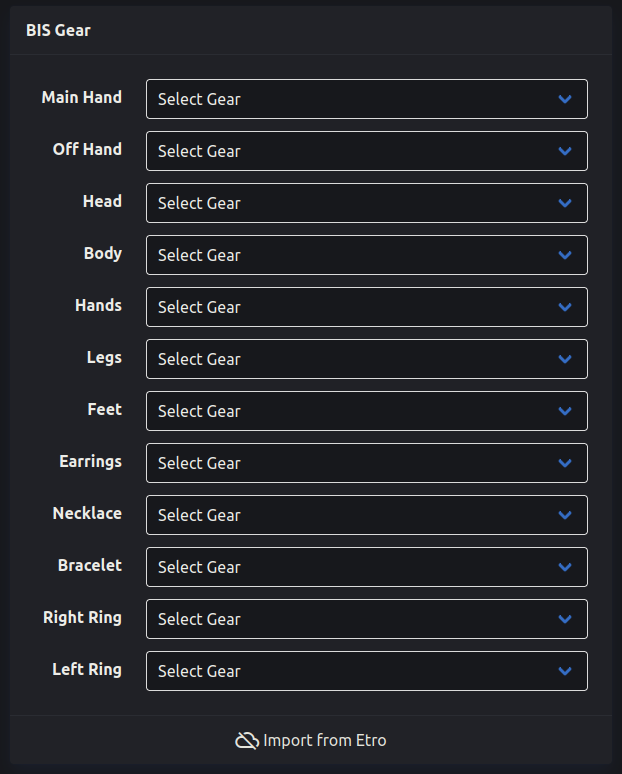 BIS Gear
Main Hand Select Gear
Off Hand Select Gear
Head Select Gear
Body Select Gear
Hands Select Gear
Legs Select Gear
Feet Select Gear
Earrings Select Gear
Necklace Select Gear
Bracelet Select Gear
Right Ring Select Gear
Left Ring Select Gear
Import from Etro